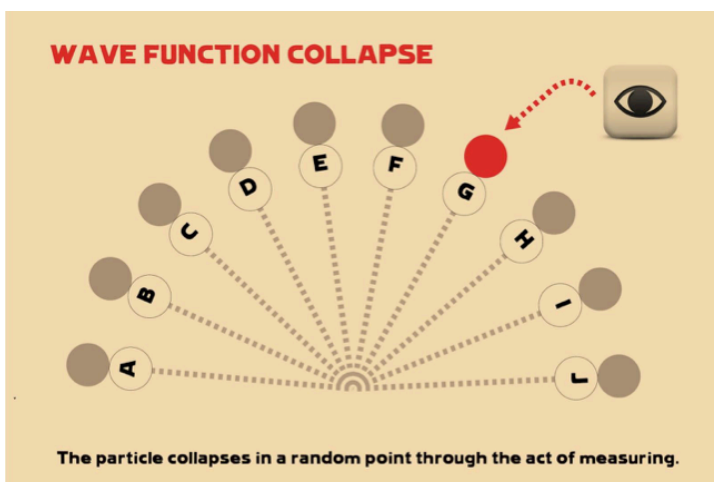 WAVE FUNCTION COLLAPSE
A
B
C
D
E
F
G
H
I
J
The particle collapses in a random point through the act of measuring.